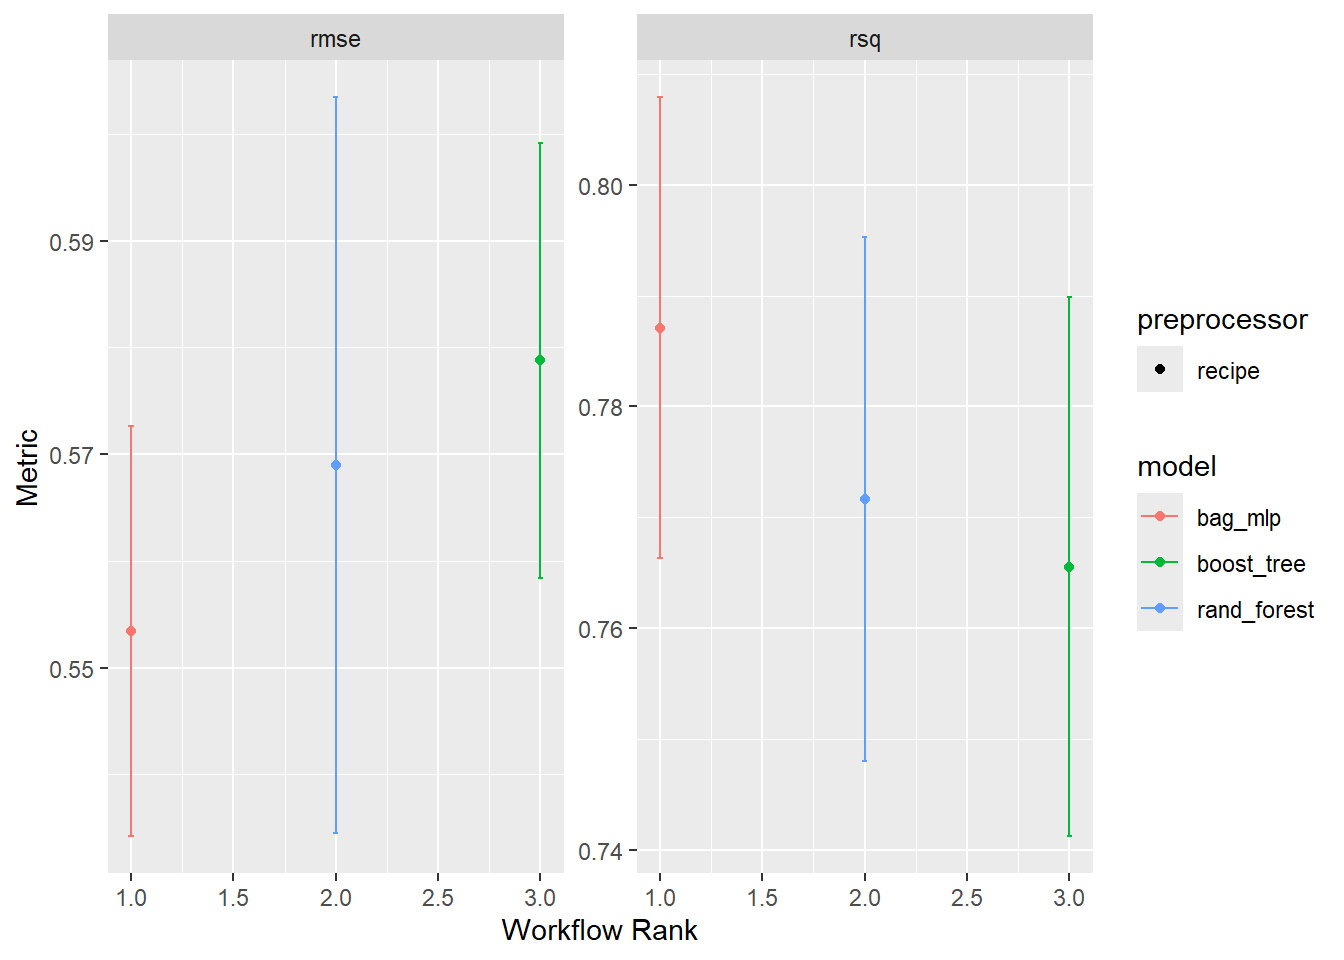 rmse
rsq
Metric
0.59
0.57
0.55
0.80
0.78
0.76
0.74
1.0 1.5 2.0 2.5 3.0
1.0 1.5 2.0 2.5 3.0
Workflow Rank
preprocessor
recipe
model
bag_mlp
boost_tree
rand_forest